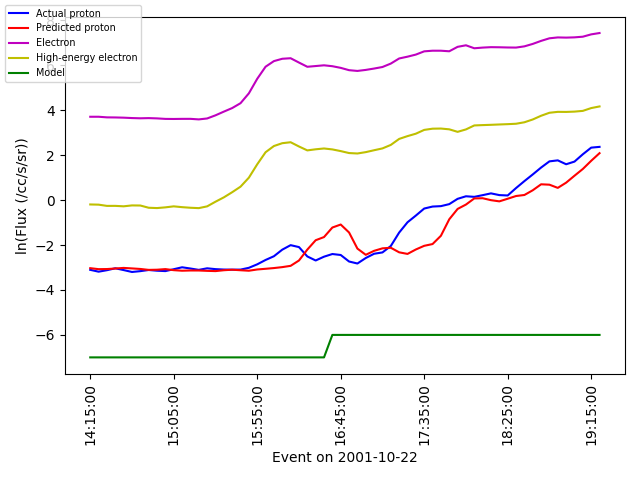 Actual proton
Predicted proton
Electron
High-energy electron
Model
4
2
0
−2
−4
−6
ln(Flux (/cc/s/sr))
14:15:00
15:05:00
15:55:00
16:45:00
17:35:00
18:25:00
19:15:00
Event on 2001-10-22